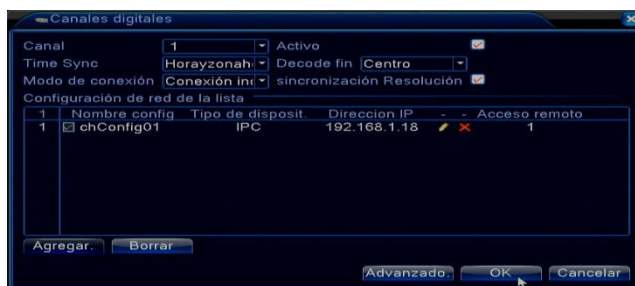 Canales digitales
Canal 1 Activo
Time Sync Horayzonah Decode fin Centro
Modo de conexión Conexión in sincronización Resolución
Configuración de red de la lista
1 Nombre config Tipo de disposit. Direccion IP - - Acceso remoto
1 chConfig01 IPC 192.168.1.18 1
Agregar. Borrar
Advanzado. OK Cancelar